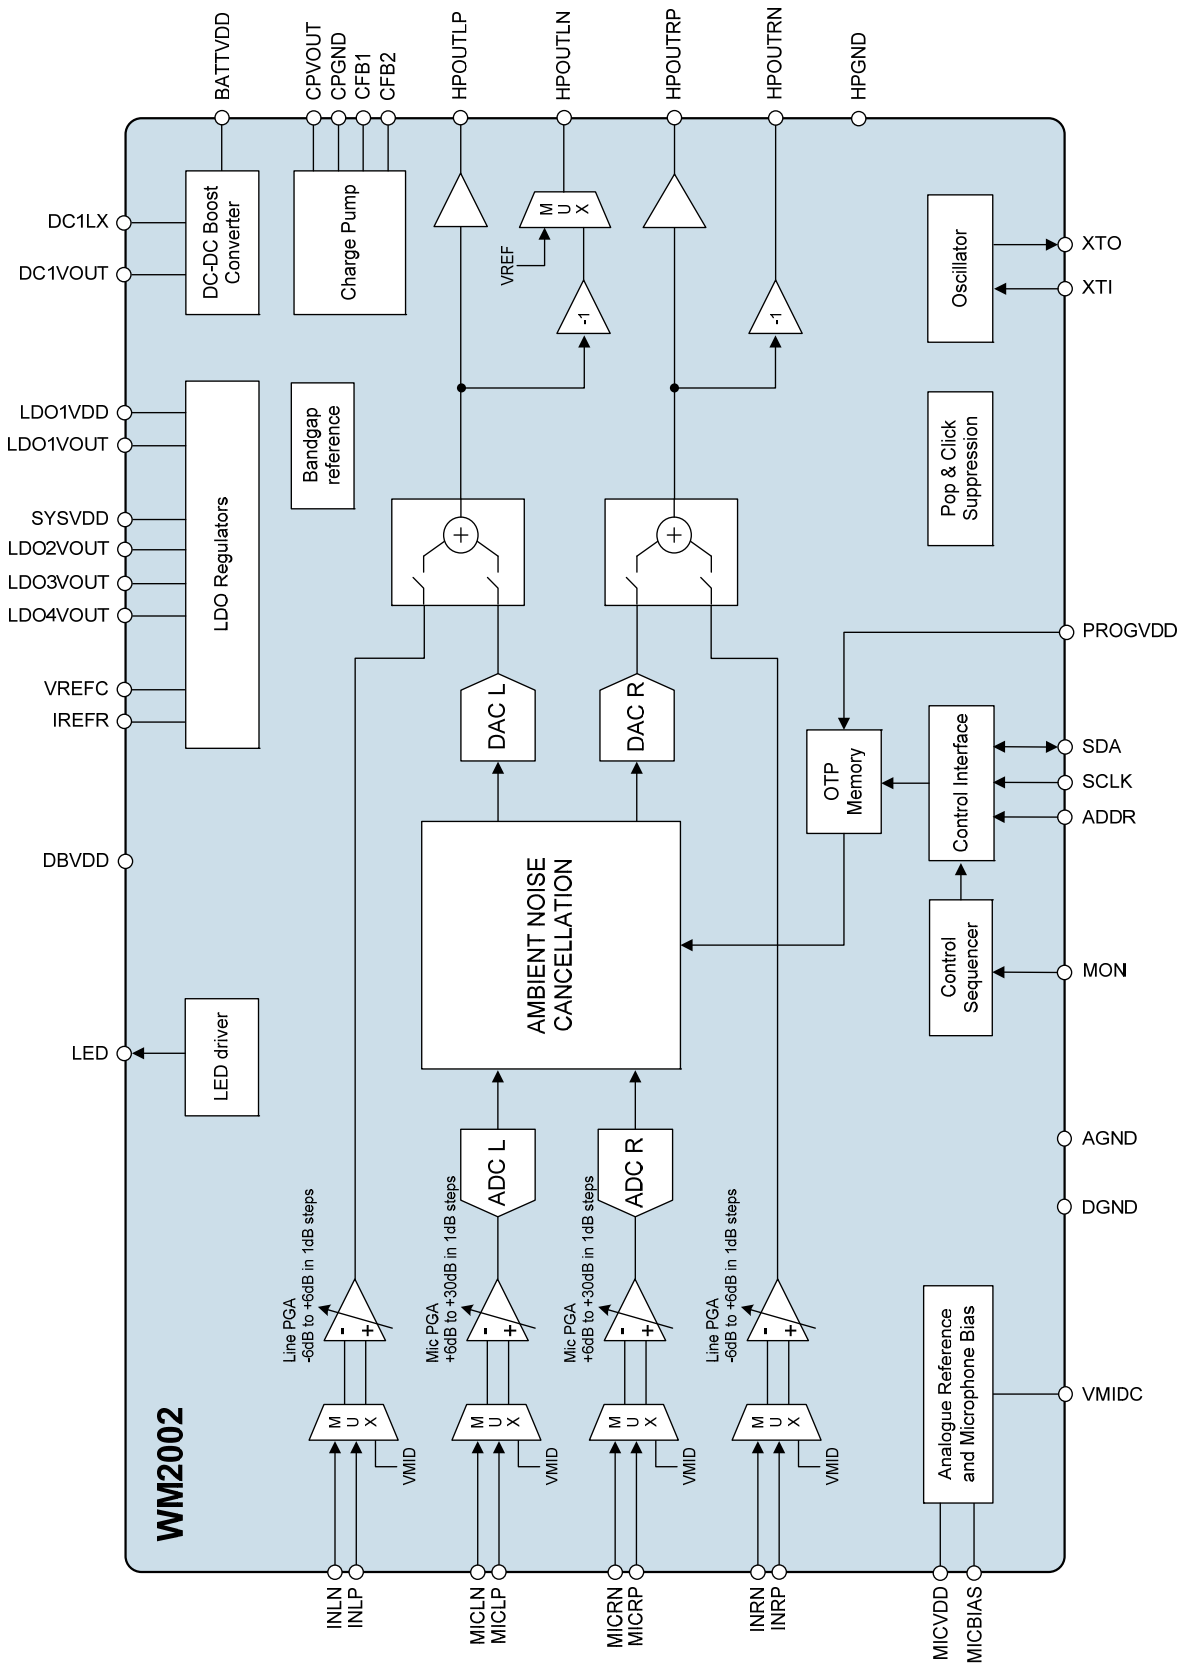 BATTVDD
CPVOUT
CPGND
CFB1
CFB2
HPOUTLP
HPOUTLN
HPOUTRP
HPOUTRN
HPGND
DC1LX
DC1VOUT
DC-DC Boost
Converter
Charge Pump
M
U
X
VREF
-1
-1
Oscillator
XTO
XTI
LDO1VDD
LDO1VOUT
SYSVDD
LDO2VOUT
LDO3VOUT
LDO4VOUT
VREFC
IREFR
LDO Regulators
Bandgap
reference
+
+
Pop & Click
Suppression
DAC L
DAC R
PROGVDD
OTP
Memory
Control Interface
SDA
SCLK
ADDR
DBVDD
AMBIENT NOISE
CANCELLATION
Control
Sequencer
MON
LED
LED driver
AGND
DGND
ADC L
ADC R
Line PGA
-6dB to +6dB in 1dB steps
Mic PGA
+6dB to +30dB in 1dB steps
Mic PGA
+6dB to +30dB in 1dB steps
Line PGA
-6dB to +6dB in 1dB steps
- +
- +
- +
- +
M
U
X
VMID
M
U
X
VMID
M
U
X
VMID
M
U
X
VMID
Analogue Reference
and Microphone Bias
VMIDC
WM2002
INLN
INLP
MICLN
MICLP
MICRN
MICRP
INRN
INRP
MICVDD
MICBIAS